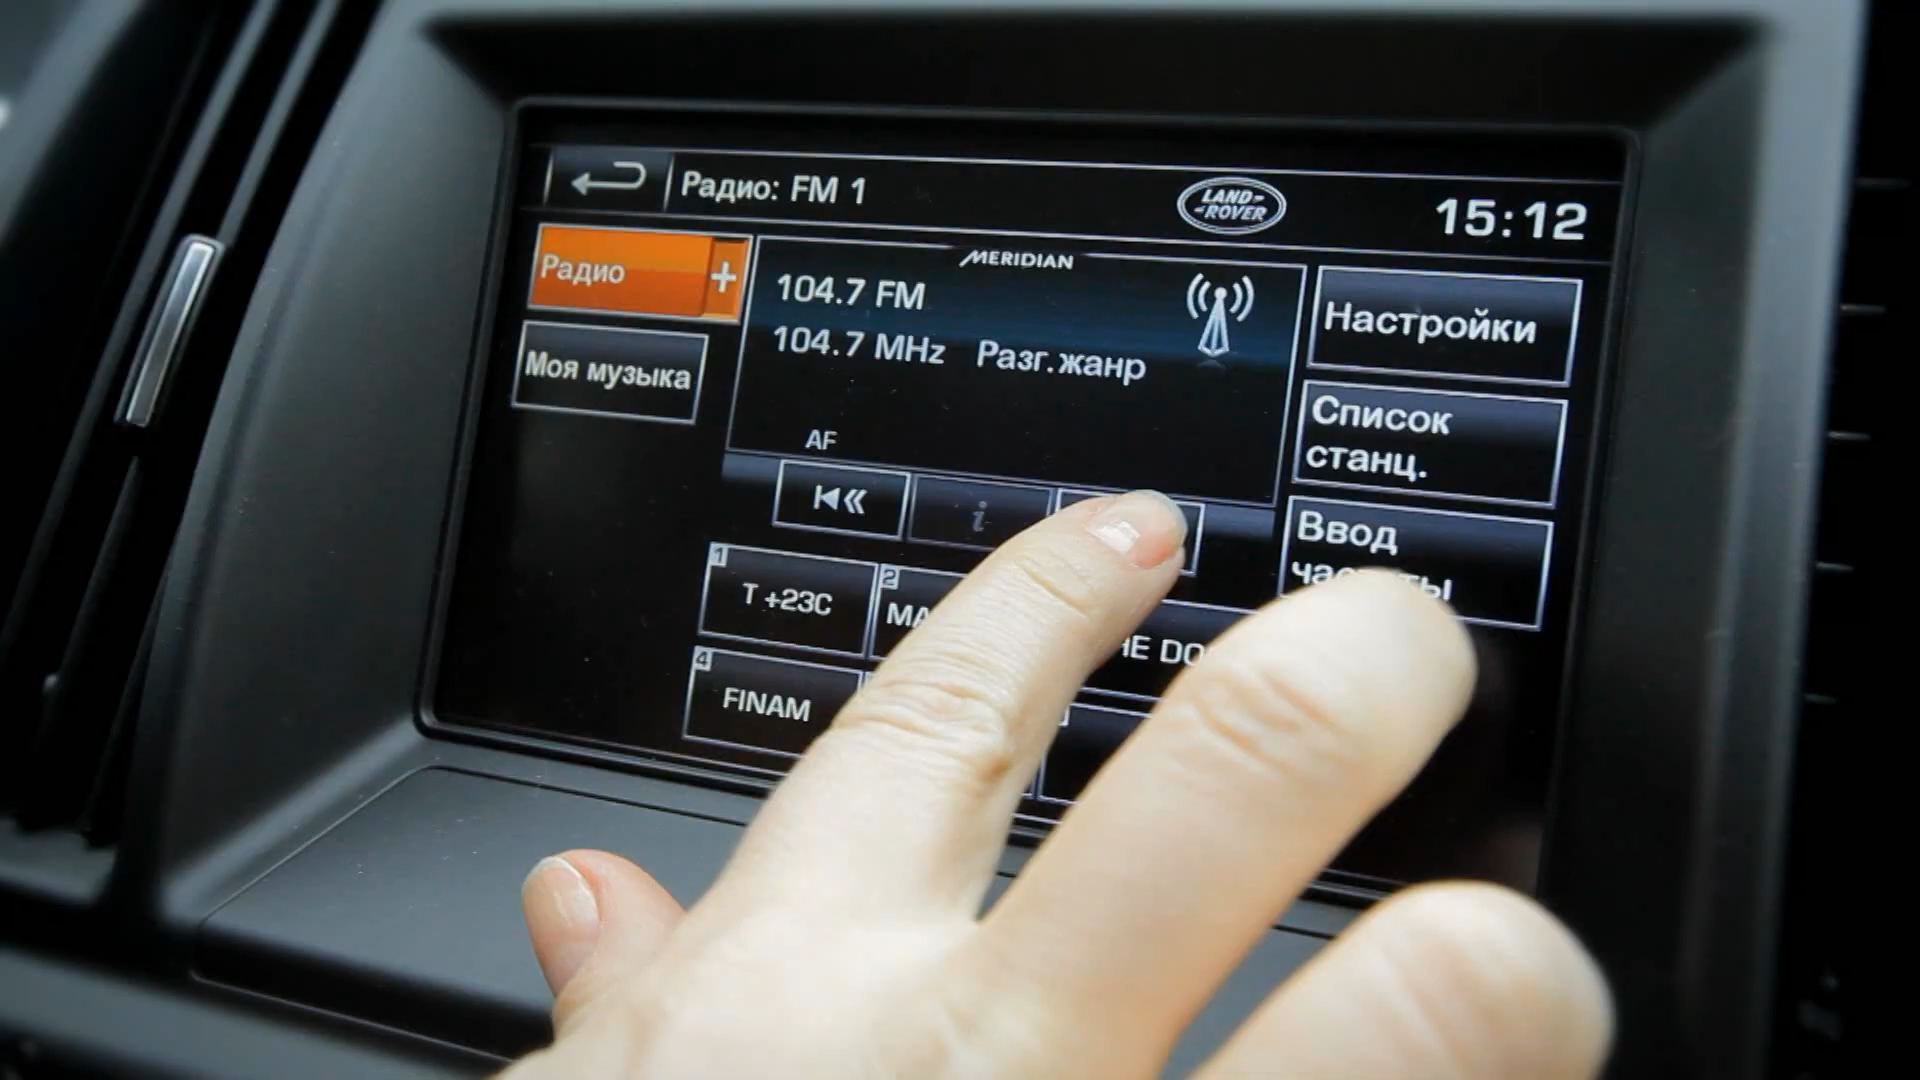 Радио: FM 1
LAND-
-ROVER
15:12
Радио +
MERIDIAN
104.7 FM
104.7 MHz Разг.жанр
Настройки
Моя музыка
Список
станц.
AF
i
Ввод
1
T +23C
2
4
FINAM